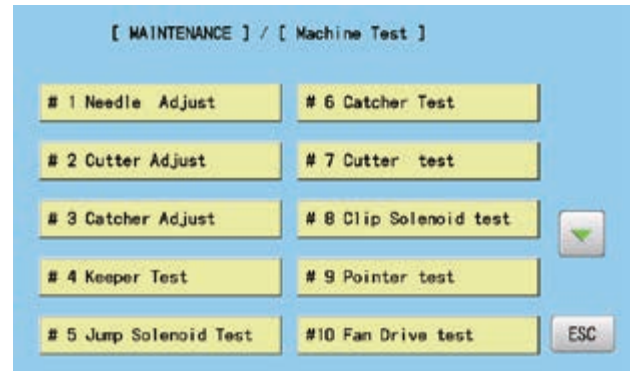 [ MAINTENANCE ] / [ Machine Test ]
# 1 Needle Adjust
# 2 Cutter Adjust
# 3 Catcher Adjust
# 4 Keeper Test
# 5 Jump Solenoid Test
# 6 Catcher Test
# 7 Cutter test
# 8 Clip Solenoid test
# 9 Pointer test
#10 Fan Drive test
ESC